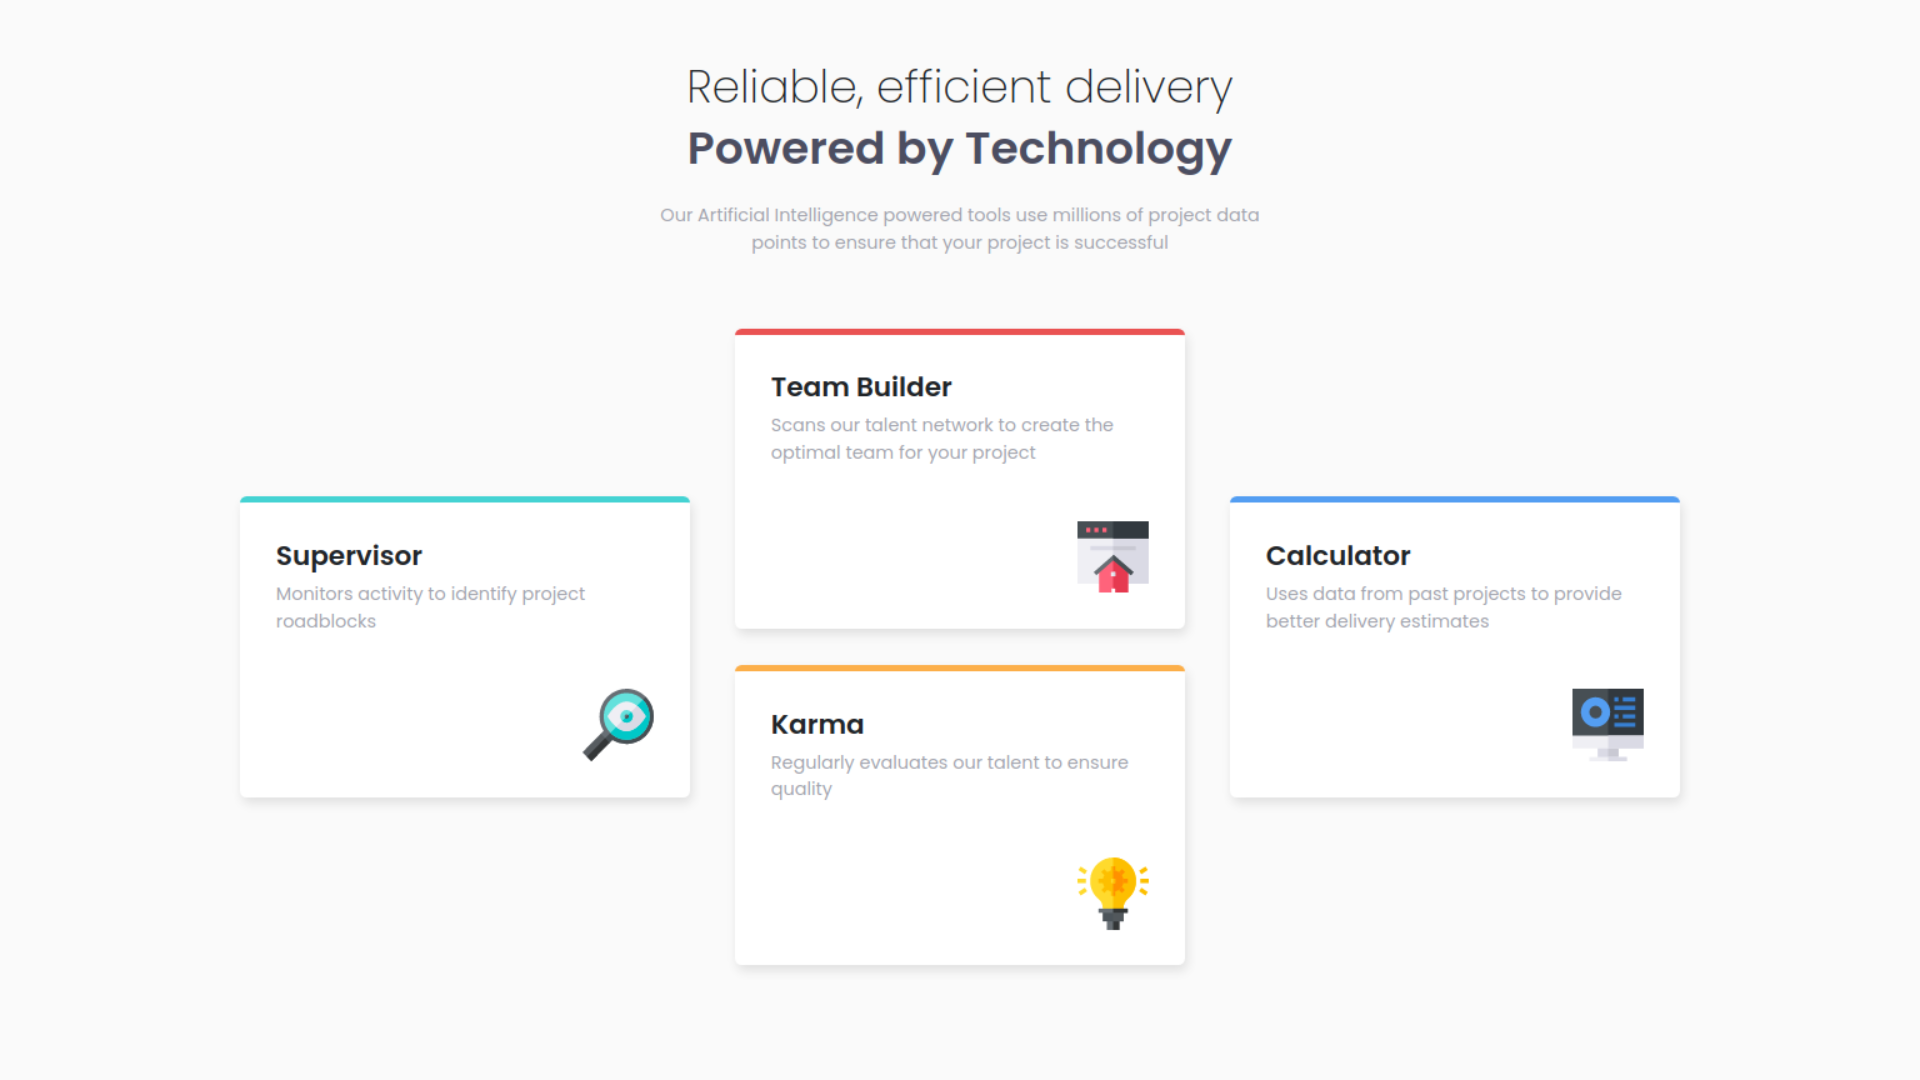 Reliable, efficient delivery
Powered by Technology
Our Artificial Intelligence powered tools use millions of project data
points to ensure that your project is successful
Team Builder
Scans our talent network to create the
optimal team for your project
Supervisor
Monitors activity to identify project
roadblocks
Calculator
Uses data from past projects to provide
better delivery estimates
Karma
Regularly evaluates our talent to ensure
quality